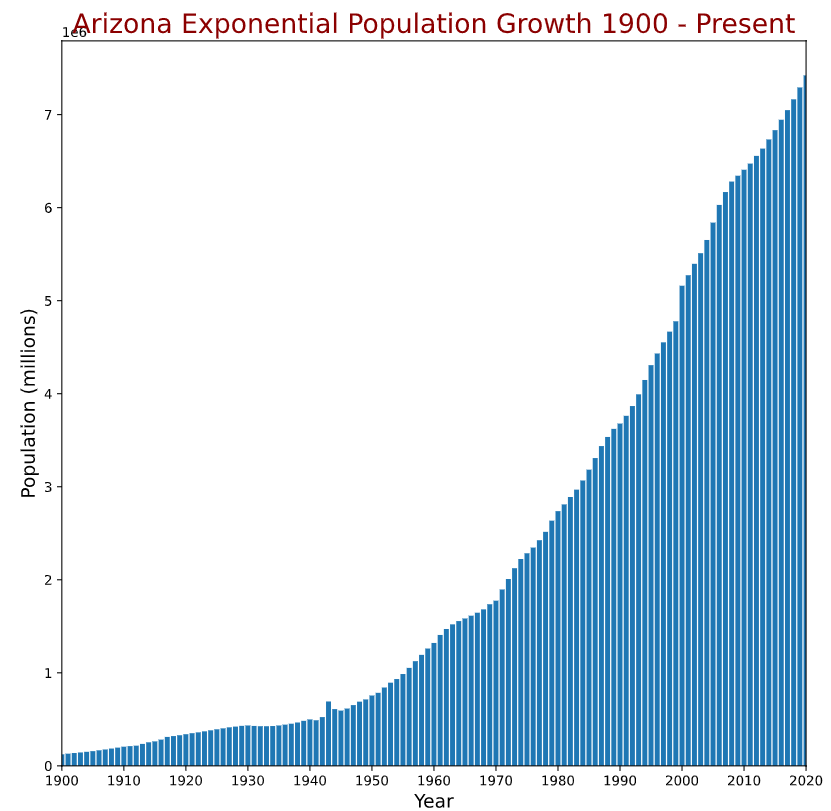 Arizona Exponential Population Growth 1900 - Present
1e6
7
6
5
4
3
2
1
0
Population (millions)
1900 1910 1920 1930 1940 1950 1960 1970 1980 1990 2000 2010 2020
Year